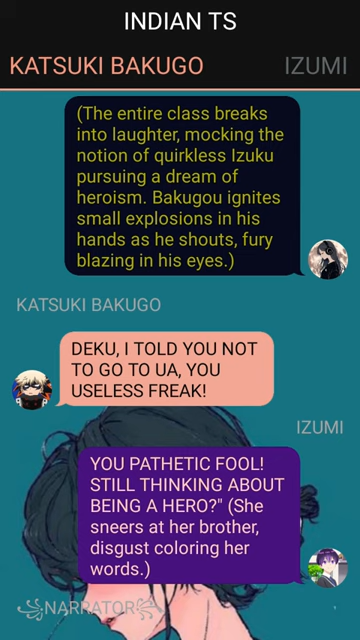 INDIAN TS
KATSUKI BAKUGO IZUMI
(The entire class breaks
into laughter, mocking the
notion of quirkless Izuku
pursuing a dream of
heroism. Bakugou ignites
small explosions in his
hands as he shouts, fury
blazing in his eyes.)
KATSUKI BAKUGO
DEKU, I TOLD YOU NOT
TO GO TO UA, YOU
USELESS FREAK!
IZUMI
YOU PATHETIC FOOL!
STILL THINKING ABOUT
BEING A HERO?" (She
sneers at her brother,
disgust coloring her
words.)
꧁NARRATOR꧂